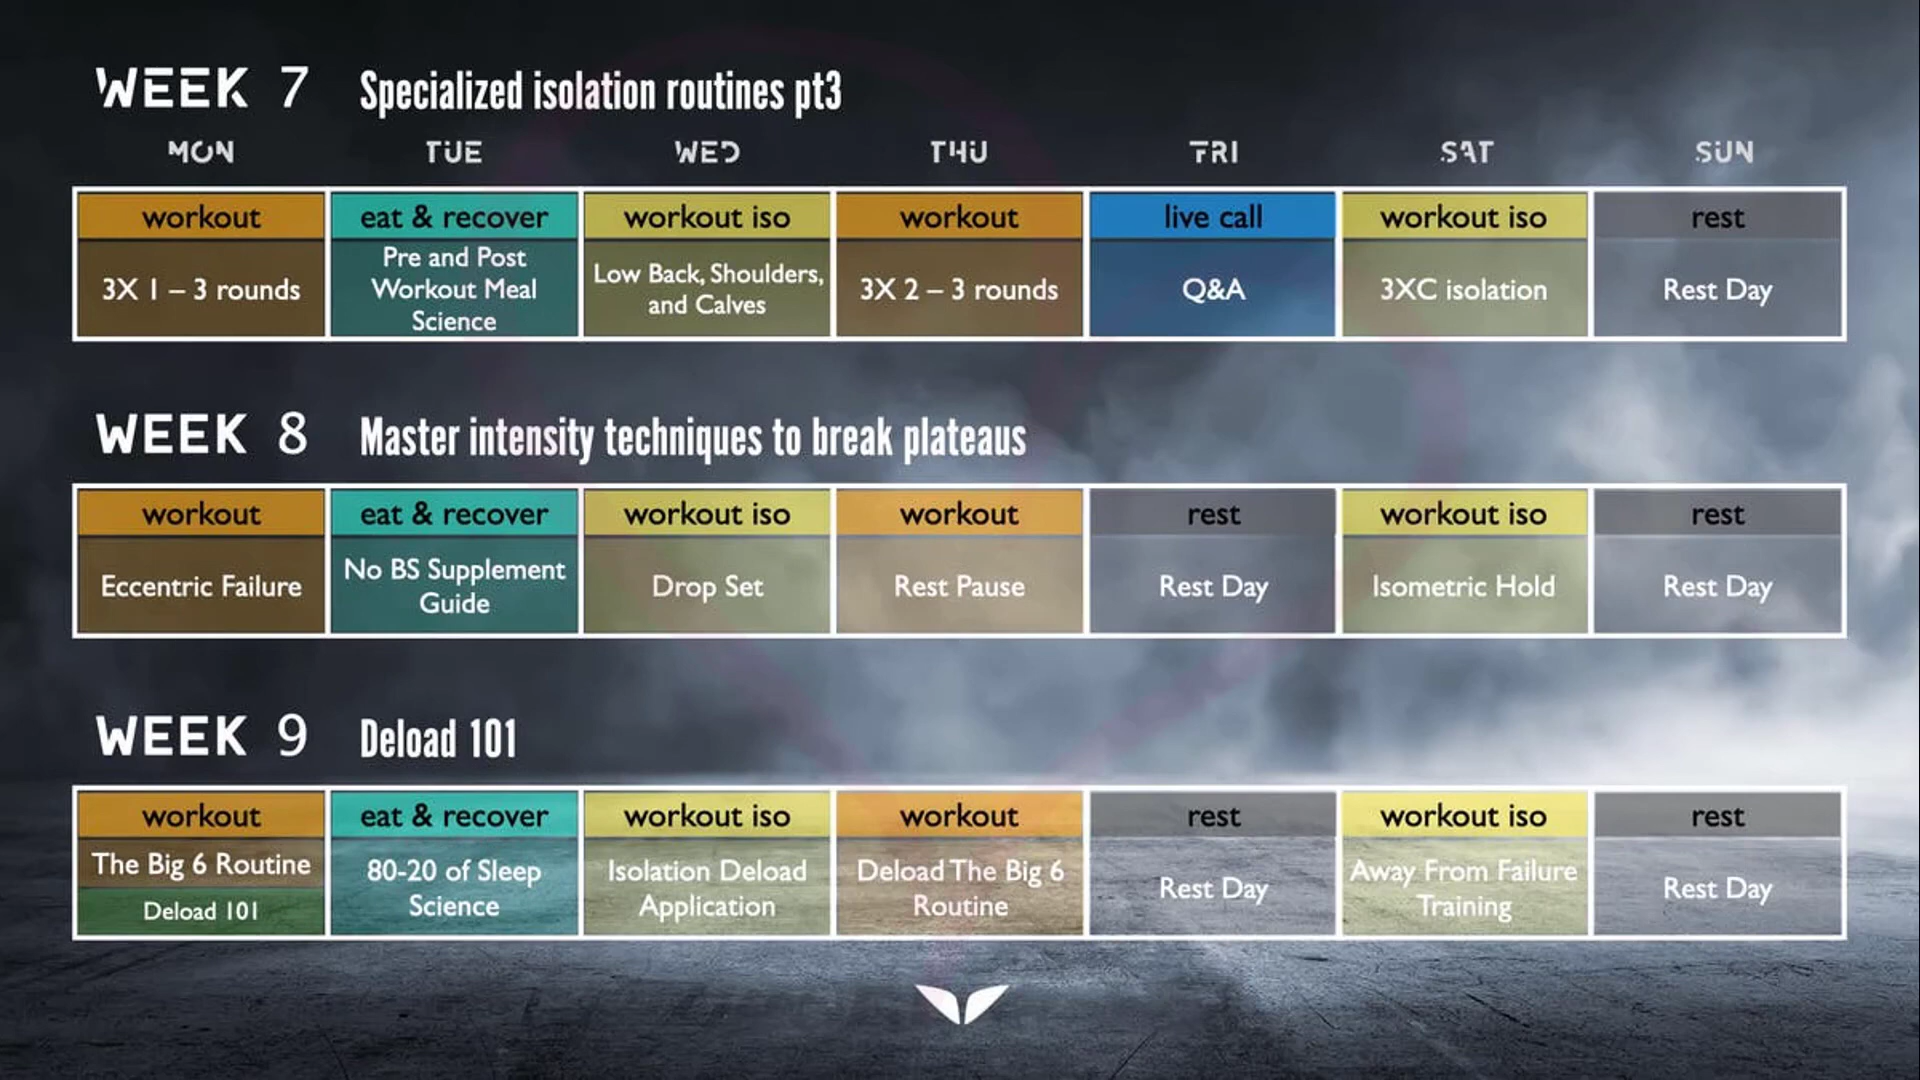 WEEK 7 Specialized isolation routines pt3
MON TUE WED THU FRI SAT SUN
workout eat & recover workout iso workout live call workout iso rest
3X 1 – 3 rounds
Pre and Post
Workout Meal
Science
Low Back, Shoulders,
and Calves
3X 2 – 3 rounds
Q&A
3XC isolation
Rest Day
WEEK 8 Master intensity techniques to break plateaus
workout eat & recover workout iso workout rest workout iso rest
Eccentric Failure
No BS Supplement
Guide
Drop Set
Rest Pause
Rest Day
Isometric Hold
Rest Day
WEEK 9 Deload 101
workout eat & recover workout iso workout rest workout iso rest
The Big 6 Routine
Deload 101
80-20 of Sleep
Science
Isolation Deload
Application
Deload The Big 6
Routine
Rest Day
Away From Failure
Training
Rest Day